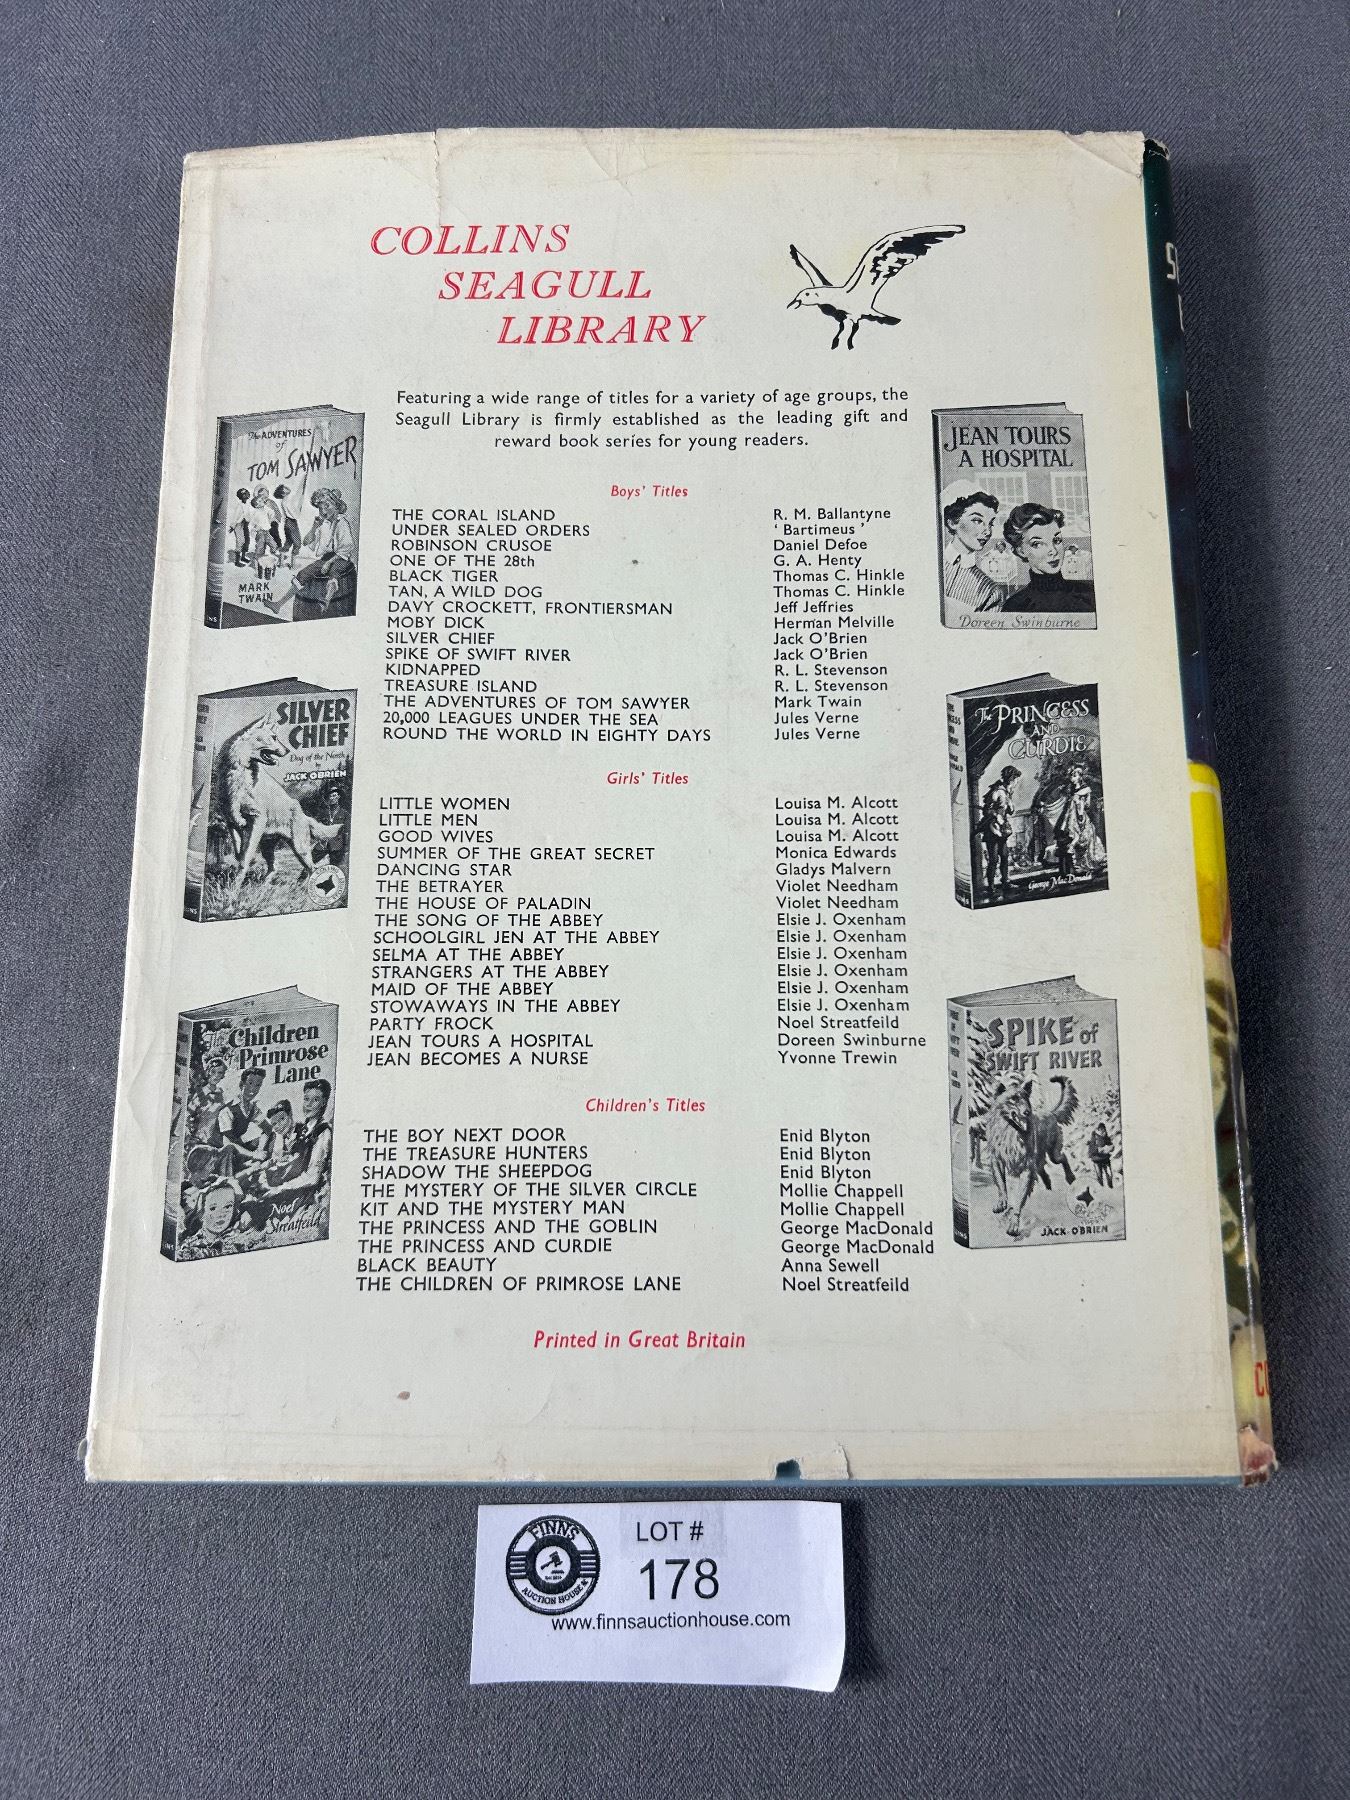 COLLINS
SEAGULL
LIBRARY
Featuring a wide range of titles for a variety of age groups, the
Seagull Library is firmly established as the leading gift and
reward book series for young readers.
The ADVENTURES
of
TOM SAWYER
MARK
TWAIN
JEAN TOURS
A HOSPITAL
Doreen Swinburne
Boys' Titles
THE CORAL ISLAND R. M. Ballantyne
UNDER SEALED ORDERS 'Bartimeus'
ROBINSON CRUSOE Daniel Defoe
ONE OF THE 28th G. A. Henty
BLACK TIGER Thomas C. Hinkle
TAN, A WILD DOG Thomas C. Hinkle
DAVY CROCKETT, FRONTIERSMAN Jeff Jeffries
MOBY DICK Herman Melville
SILVER CHIEF Jack O'Brien
SPIKE OF SWIFT RIVER Jack O'Brien
KIDNAPPED R. L. Stevenson
TREASURE ISLAND R. L. Stevenson
THE ADVENTURES OF TOM SAWYER Mark Twain
20,000 LEAGUES UNDER THE SEA Jules Verne
ROUND THE WORLD IN EIGHTY DAYS Jules Verne
SILVER
CHIEF
Dog of the North
by
JACK O'BRIEN
The PRINCESS
AND
CURDIE
George MacDonald
Girls' Titles
LITTLE WOMEN Louisa M. Alcott
LITTLE MEN Louisa M. Alcott
GOOD WIVES Louisa M. Alcott
SUMMER OF THE GREAT SECRET Monica Edwards
DANCING STAR Gladys Malvern
THE BETRAYER Violet Needham
THE HOUSE OF PALADIN Violet Needham
THE SONG OF THE ABBEY Elsie J. Oxenham
SCHOOLGIRL JEN AT THE ABBEY Elsie J. Oxenham
SELMA AT THE ABBEY Elsie J. Oxenham
STRANGERS AT THE ABBEY Elsie J. Oxenham
MAID OF THE ABBEY Elsie J. Oxenham
STOWAWAYS IN THE ABBEY Elsie J. Oxenham
PARTY FROCK Noel Streatfeild
JEAN TOURS A HOSPITAL Doreen Swinburne
JEAN BECOMES A NURSE Yvonne Trewin
Children
Primrose
Lane
Noel
Streatfeild
SPIKE of
SWIFT RIVER
JACK O'BRIEN
Children's Titles
THE BOY NEXT DOOR Enid Blyton
THE TREASURE HUNTERS Enid Blyton
SHADOW THE SHEEPDOG Enid Blyton
THE MYSTERY OF THE SILVER CIRCLE Mollie Chappell
KIT AND THE MYSTERY MAN Mollie Chappell
THE PRINCESS AND THE GOBLIN George MacDonald
THE PRINCESS AND CURDIE George MacDonald
BLACK BEAUTY Anna Sewell
THE CHILDREN OF PRIMROSE LANE Noel Streatfeild
Printed in Great Britain
FINNS
AUCTION HOUSE
LOT #
178
www.finnsauctionhouse.com